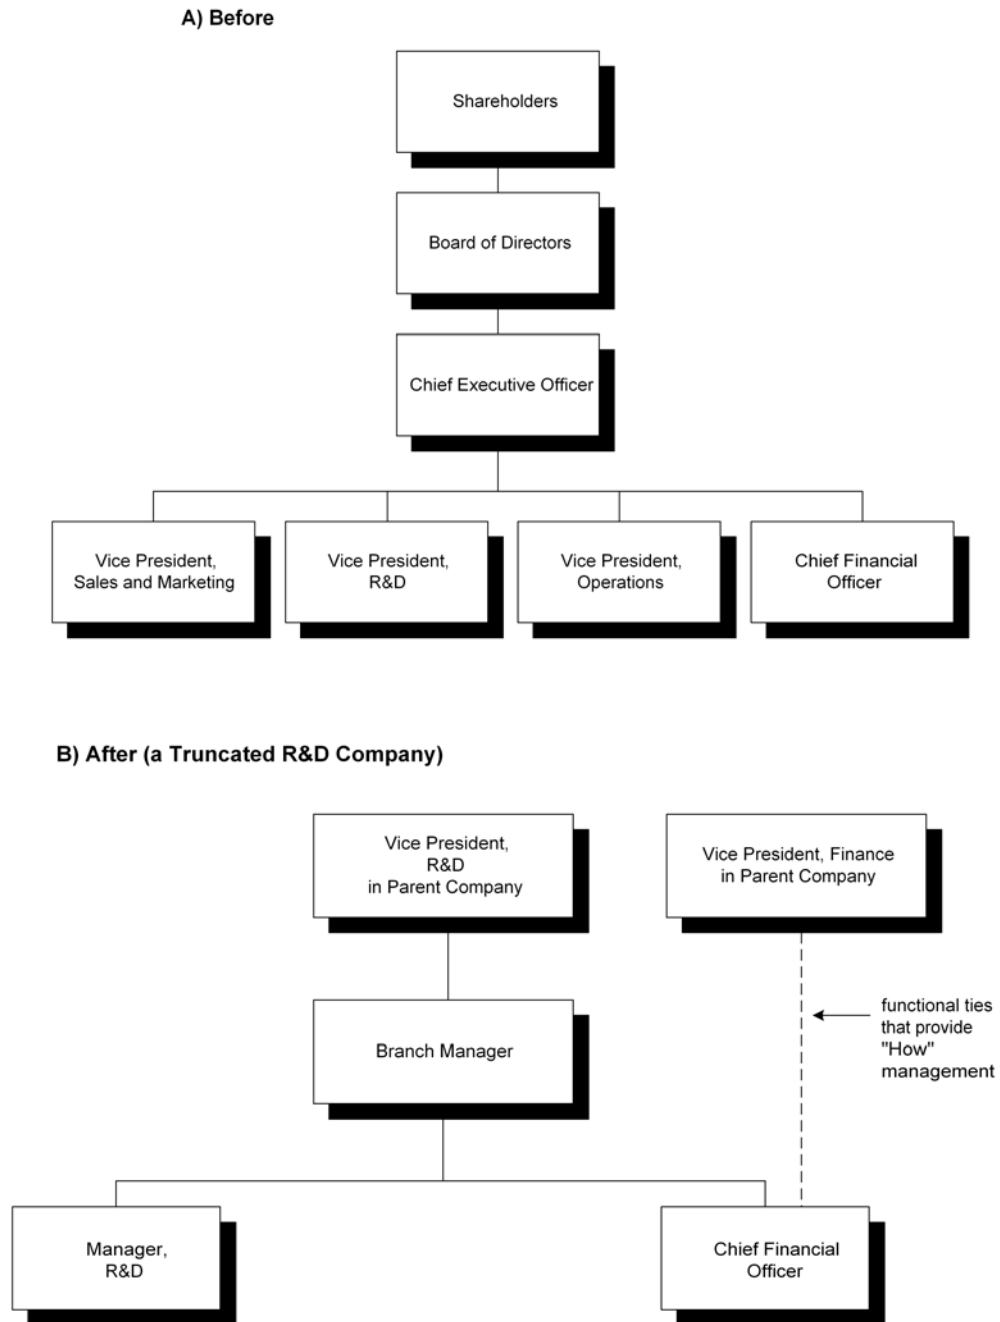 A) Before
Shareholders
Board of Directors
Chief Executive Officer
Vice President,
Sales and Marketing
Vice President,
R&D
Vice President,
Operations
Chief Financial
Officer
B) After (a Truncated R&D Company)
Vice President,
R&D
in Parent Company
Vice President, Finance
in Parent Company
functional ties
that provide
"How"
management
Branch Manager
Manager,
R&D
Chief Financial
Officer